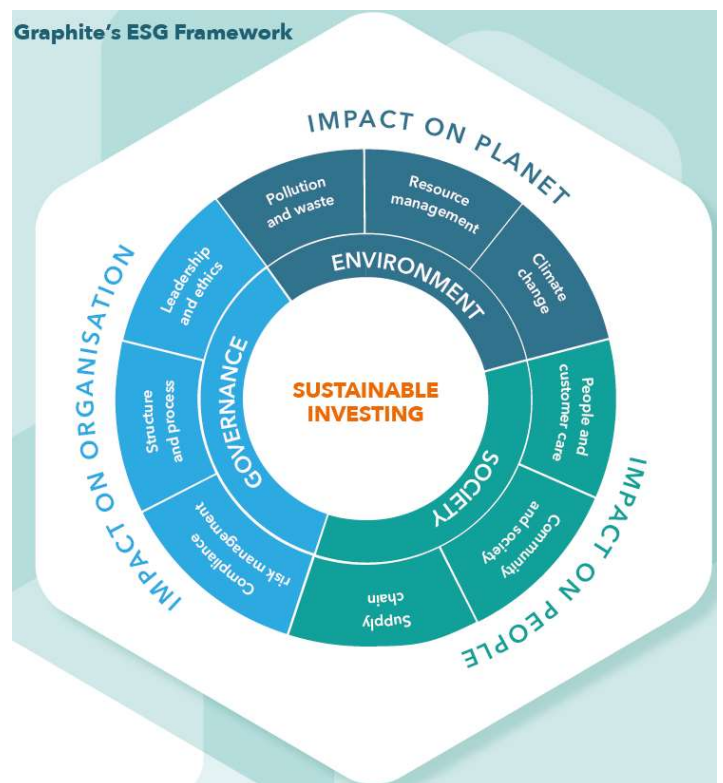 Graphite's ESG Framework
IMPACT ON PLANET
Pollution
and waste
Resource
management
Climate
change
ENVIRONMENT
IMPACT ON ORGANISATION
Leadership
and ethics
Structure
and process
Compliance
risk management
GOVERNANCE
SUSTAINABLE
INVESTING
SOCIETY
People and
customer care
Community
and society
Supply
chain
IMPACT ON PEOPLE